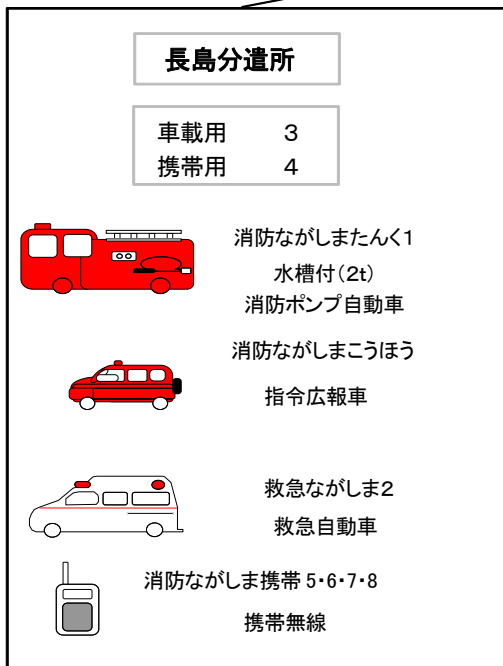 長島分遣所
車載用 3
携帯用 4
消防ながしまたんく1
水槽付(2t)
消防ポンプ自動車
消防ながしまこうほう
指令広報車
救急ながしま2
救急自動車
消防ながしま携帯 5・6・7・8
携帯無線